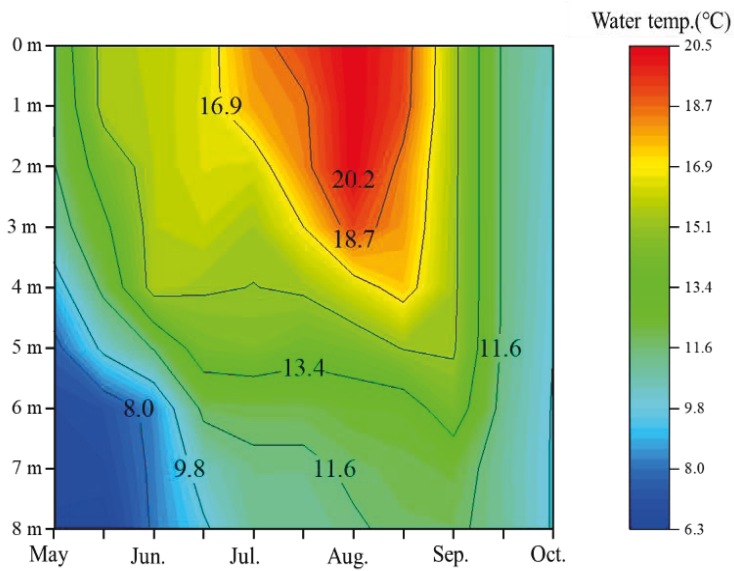 Water temp.(°C)
0 m
1 m
2 m
3 m
4 m
5 m
6 m
7 m
8 m
16.9
20.2
18.7
13.4
11.6
8.0
9.8
11.6
May
Jun.
Jul.
Aug.
Sep.
Oct.
20.5
18.7
16.9
15.1
13.4
11.6
9.8
8.0
6.3